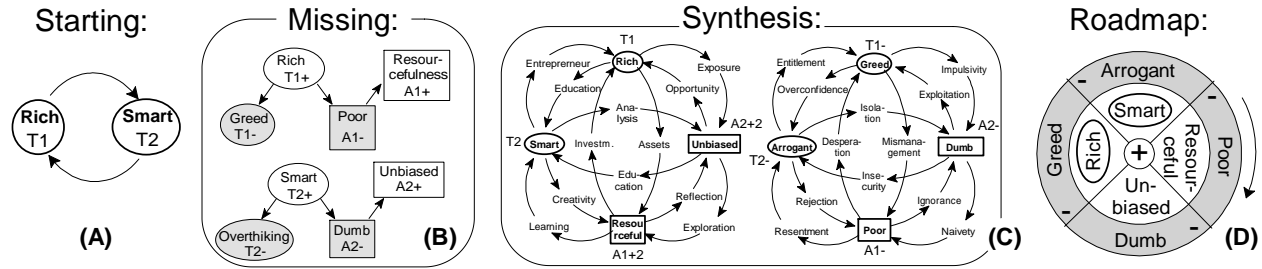 Starting:
Missing:
Synthesis:
Roadmap:
Rich
T1
Smart
T2
(A)
Rich
T1+
Resour-
cefulness
A1+
Greed
T1-
Poor
A1-
Smart
T2+
Unbiased
A2+
Overthiking
T2-
Dumb
A2-
(B)
T1
Rich
Entrepreneur
Exposure
Education
Opportunity
Ana-
lysis
A2+2
T2
Smart
Investm.
Assets
Unbiased
Edu-
cation
Creativity
Reflection
Learning
Resou
rceful
Exploration
A1+2
T1-
Greed
Entitlement
Impulsivity
Overconfidence
Exploitation
Isola-
tion
A2-
Arrogant
T2-
Despera-
tion
Mismana-
gement
Dumb
Inse-
curity
Rejection
Ignorance
Resentment
Poor
Naivety
A1-
(C)
Arrogant
-
-
Smart
Greed
Rich
+
Resour-
ceful
Poor
Un-
biased
-
-
Dumb
(D)